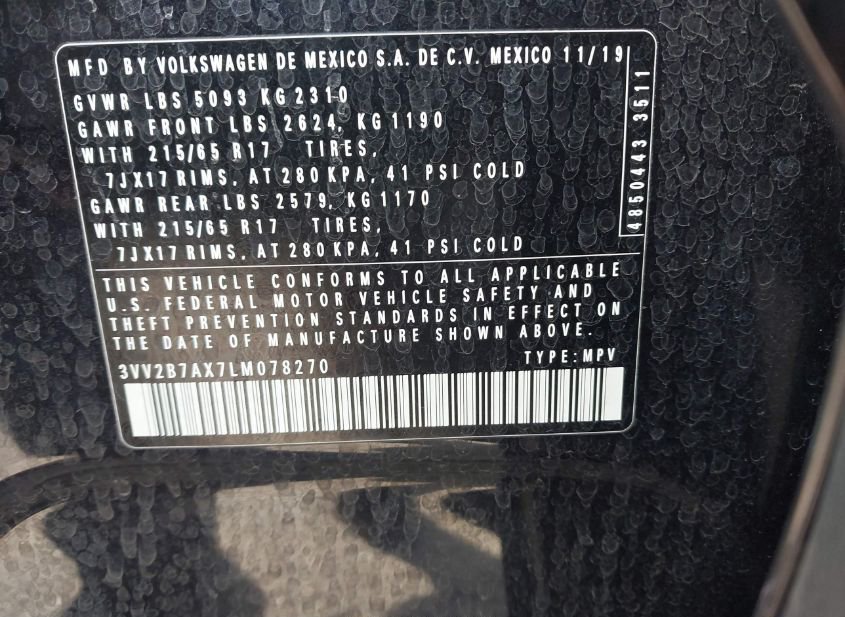 MFD BY VOLKSWAGEN DE MEXICO S.A. DE C.V. MEXICO 11/19
GVWR LBS 5093 KG 2310
GAWR FRONT LBS 2624, KG 1190
WITH 215/65 R17 TIRES,
7JX17 RIMS, AT 280 KPA, 41 PSI COLD
GAWR REAR LBS 2579, KG 1170
WITH 215/65 R17 TIRES,
7JX17 RIMS, AT 280 KPA, 41 PSI COLD
4850443 3511
THIS VEHICLE CONFORMS TO ALL APPLICABLE
U.S. FEDERAL MOTOR VEHICLE SAFETY AND
THEFT PREVENTION STANDARDS IN EFFECT ON
THE DATE OF MANUFACTURE SHOWN ABOVE.
3VV2B7AX7LM078270 TYPE:MPV